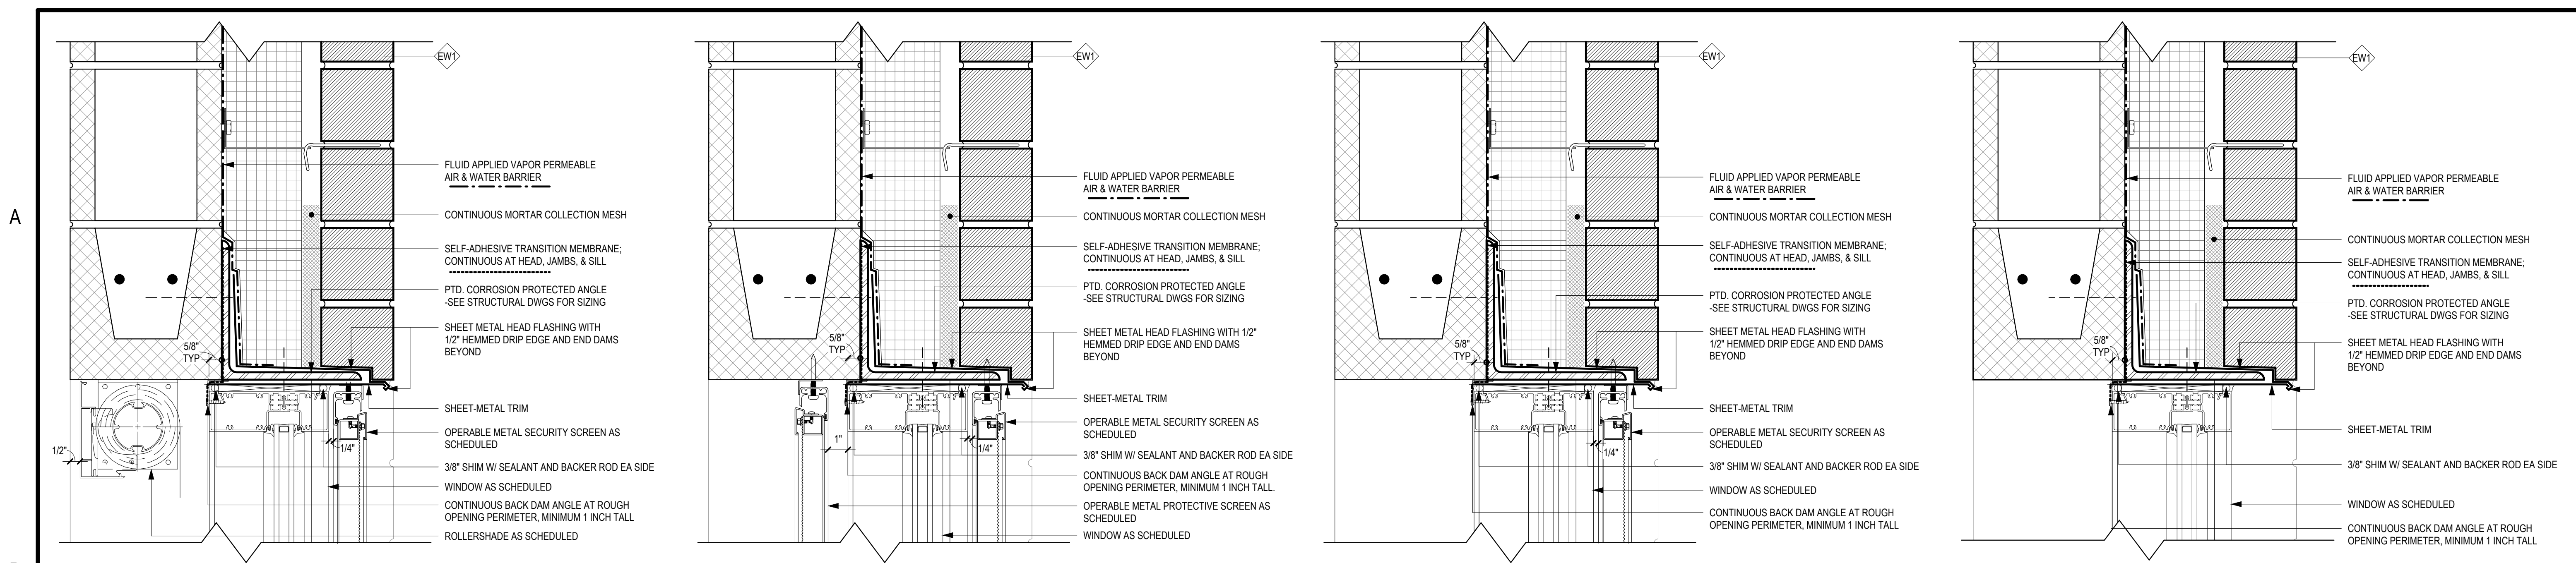 A
EW1
FLUID APPLIED VAPOR PERMEABLE
AIR & WATER BARRIER
CONTINUOUS MORTAR COLLECTION MESH
SELF-ADHESIVE TRANSITION MEMBRANE;
CONTINUOUS AT HEAD, JAMBS, & SILL
PTD. CORROSION PROTECTED ANGLE
-SEE STRUCTURAL DWGS FOR SIZING
SHEET METAL HEAD FLASHING WITH
1/2" HEMMED DRIP EDGE AND END DAMS
BEYOND
5/8"
TYP
SHEET-METAL TRIM
OPERABLE METAL SECURITY SCREEN AS
SCHEDULED
1/2"
1/4"
3/8" SHIM W/ SEALANT AND BACKER ROD EA SIDE
WINDOW AS SCHEDULED
CONTINUOUS BACK DAM ANGLE AT ROUGH
OPENING PERIMETER, MINIMUM 1 INCH TALL
ROLLERSHADE AS SCHEDULED
EW1
FLUID APPLIED VAPOR PERMEABLE
AIR & WATER BARRIER
CONTINUOUS MORTAR COLLECTION MESH
SELF-ADHESIVE TRANSITION MEMBRANE;
CONTINUOUS AT HEAD, JAMBS, & SILL
PTD. CORROSION PROTECTED ANGLE
-SEE STRUCTURAL DWGS FOR SIZING
SHEET METAL HEAD FLASHING WITH 1/2"
HEMMED DRIP EDGE AND END DAMS
BEYOND
5/8"
TYP
SHEET-METAL TRIM
OPERABLE METAL SECURITY SCREEN AS
SCHEDULED
1"
1/4"
3/8" SHIM W/ SEALANT AND BACKER ROD EA SIDE
CONTINUOUS BACK DAM ANGLE AT ROUGH
OPENING PERIMETER, MINIMUM 1 INCH TALL.
OPERABLE METAL PROTECTIVE SCREEN AS
SCHEDULED
WINDOW AS SCHEDULED
EW1
FLUID APPLIED VAPOR PERMEABLE
AIR & WATER BARRIER
CONTINUOUS MORTAR COLLECTION MESH
SELF-ADHESIVE TRANSITION MEMBRANE;
CONTINUOUS AT HEAD, JAMBS, & SILL
PTD. CORROSION PROTECTED ANGLE
-SEE STRUCTURAL DWGS FOR SIZING
SHEET METAL HEAD FLASHING WITH
1/2" HEMMED DRIP EDGE AND END DAMS
BEYOND
5/8"
TYP
SHEET-METAL TRIM
OPERABLE METAL SECURITY SCREEN AS
SCHEDULED
1/4"
3/8" SHIM W/ SEALANT AND BACKER ROD EA SIDE
WINDOW AS SCHEDULED
CONTINUOUS BACK DAM ANGLE AT ROUGH
OPENING PERIMETER, MINIMUM 1 INCH TALL
EW1
FLUID APPLIED VAPOR PERMEABLE
AIR & WATER BARRIER
CONTINUOUS MORTAR COLLECTION MESH
SELF-ADHESIVE TRANSITION MEMBRANE;
CONTINUOUS AT HEAD, JAMBS, & SILL
PTD. CORROSION PROTECTED ANGLE
-SEE STRUCTURAL DWGS FOR SIZING
SHEET METAL HEAD FLASHING WITH
1/2" HEMMED DRIP EDGE AND END DAMS
BEYOND
5/8"
TYP
SHEET-METAL TRIM
3/8" SHIM W/ SEALANT AND BACKER ROD EA SIDE
WINDOW AS SCHEDULED
CONTINUOUS BACK DAM ANGLE AT ROUGH
OPENING PERIMETER, MINIMUM 1 INCH TALL